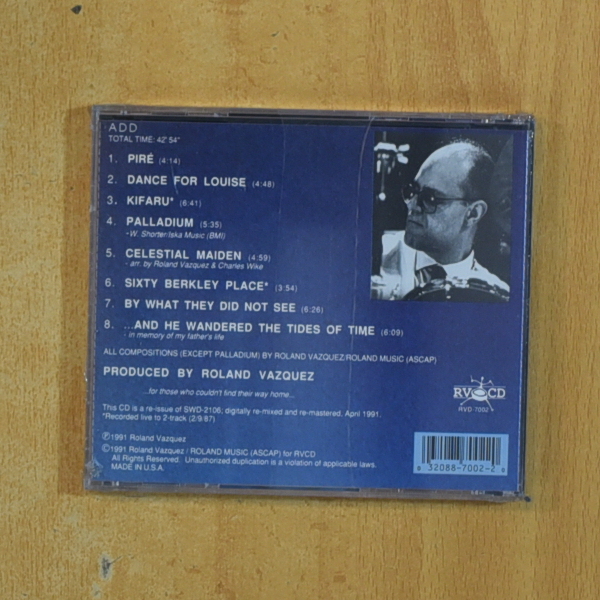 ADD
TOTAL TIME: 42' 54"
1. PIRÉ (4:14)
2. DANCE FOR LOUISE (4:48)
3. KIFARU* (6:41)
4. PALLADIUM (5:35)
-W. Shorter/Iska Music (BMI)
5. CELESTIAL MAIDEN (4:59)
- arr. by Roland Vazquez & Charles Wike
6. SIXTY BERKLEY PLACE* (3:54)
7. BY WHAT THEY DID NOT SEE (6:26)
8. ...AND HE WANDERED THE TIDES OF TIME (6:09)
- in memory of my father's life
ALL COMPOSITIONS (EXCEPT PALLADIUM) BY ROLAND VAZQUEZ/ROLAND MUSIC (ASCAP)
PRODUCED BY ROLAND VAZQUEZ
...for those who couldn't find their way home...
This CD is a re-issue of SWD-2106; digitally re-mixed and re-mastered, April 1991.
*Recorded live to 2-track (2/9/87)
Ⓟ1991 Roland Vazquez
©1991 Roland Vazquez / ROLAND MUSIC (ASCAP) for RVCD
All Rights Reserved. Unauthorized duplication is a violation of applicable laws.
MADE IN U.S.A.
RV CD
RVD 7002
0 32088-7002-2 9